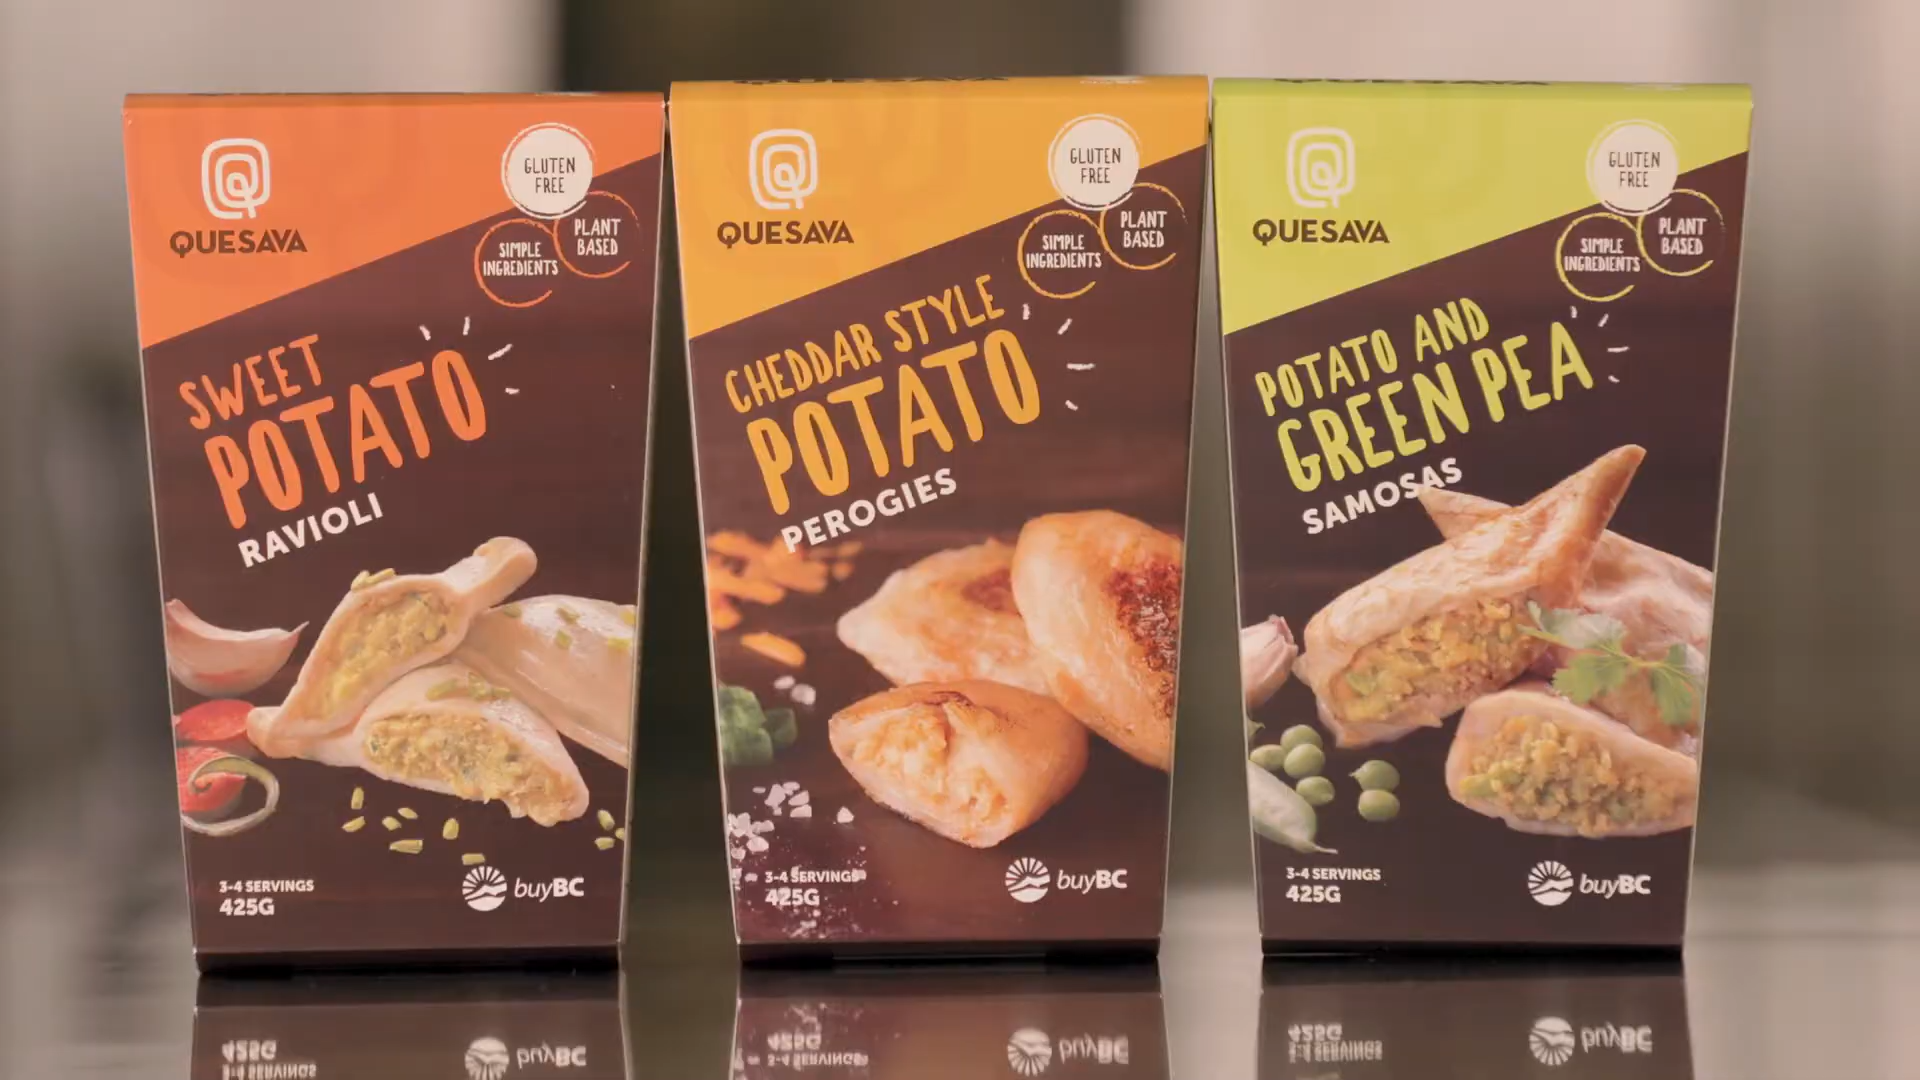 QUESAVA
GLUTEN
FREE
SIMPLE
INGREDIENTS
PLANT
BASED
SWEET
POTATO
RAVIOLI
3-4 SERVINGS
425G
buyBC
QUESAVA
QUESAVA
GLUTEN
FREE
SIMPLE
INGREDIENTS
PLANT
BASED
CHEDDAR STYLE
POTATO
PEROGIES
3-4 SERVINGS
425G
buyBC
QUESAVA
QUESAVA
GLUTEN
FREE
SIMPLE
INGREDIENTS
PLANT
BASED
POTATO AND
GREEN PEA
SAMOSAS
3-4 SERVINGS
425G
buyBC